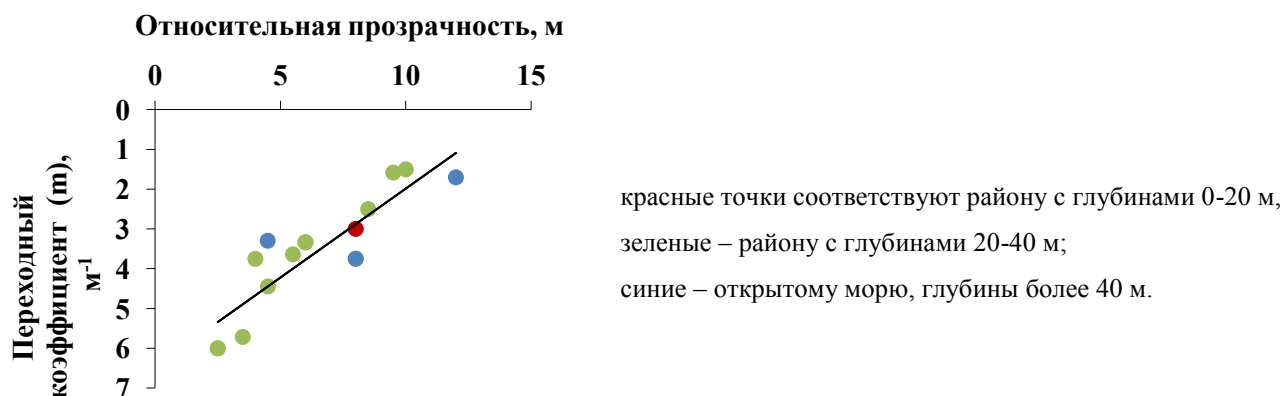 Относительная прозрачность, м
0 5 10 15
0
1
2
3
4
5
6
7
Переходный
коэффициент (m),
м-1
красные точки соответствуют району с глубинами 0-20 м,
зеленые – району с глубинами 20-40 м;
синие – открытому морю, глубины более 40 м.